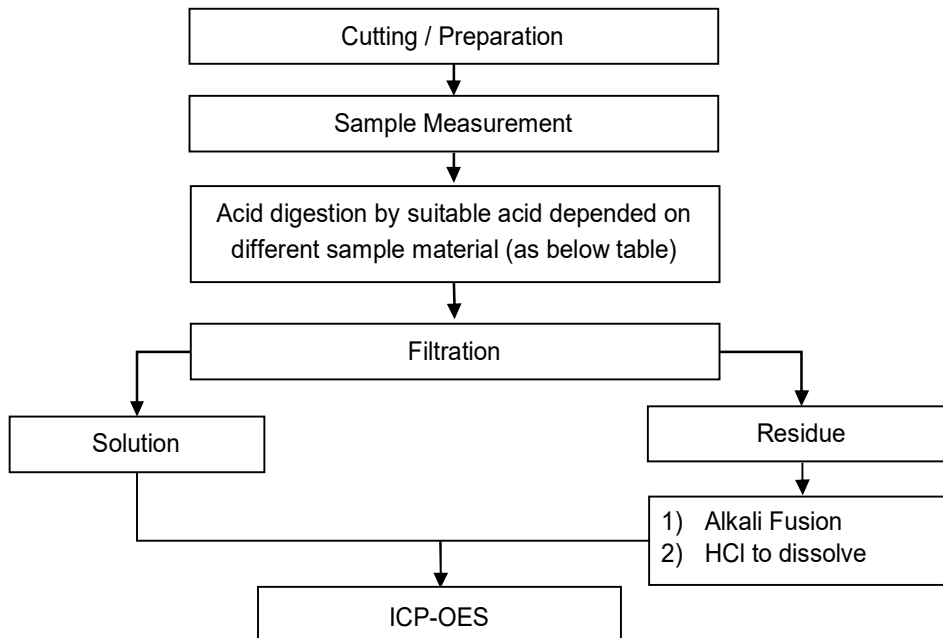 Cutting / Preparation
Sample Measurement
Acid digestion by suitable acid depended on
different sample material (as below table)
Filtration
Solution
Residue
1) Alkali Fusion
2) HCl to dissolve
ICP-OES